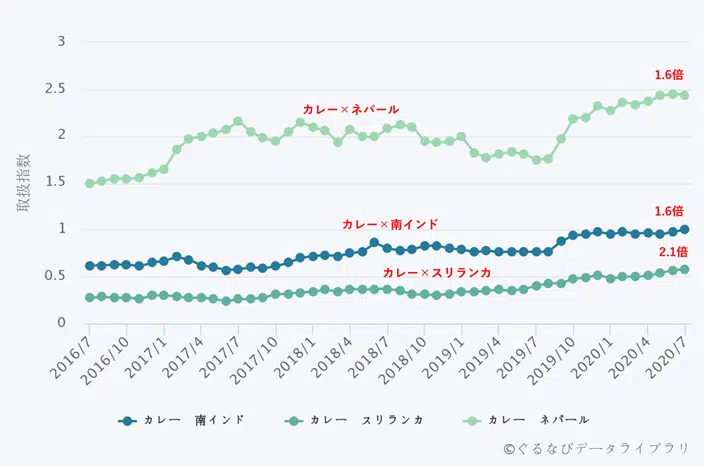 3
2.5
2
1.5
1
0.5
0
取扱指数
1.6倍
カレー×ネパール
1.6倍
カレー×南インド
2.1倍
カレー×スリランカ
2016/7
2016/10
2017/1
2017/4
2017/7
2017/10
2018/1
2018/4
2018/7
2018/10
2019/1
2019/4
2019/7
2019/10
2020/1
2020/4
2020/7
カレー 南インド
カレー スリランカ
カレー ネパール
©ぐるなびデータライブラリ